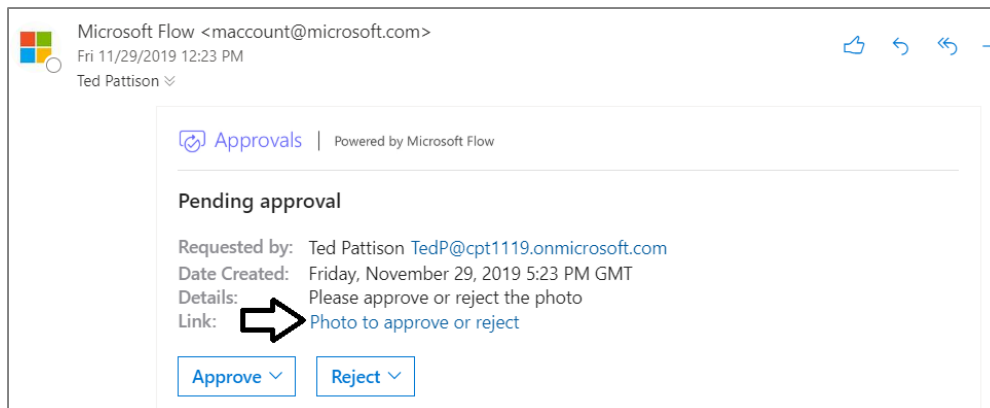 Microsoft Flow <maccount@microsoft.com>
Fri 11/29/2019 12:23 PM
Ted Pattison
Approvals | Powered by Microsoft Flow
Pending approval
Requested by: Ted Pattison TedP@cpt1119.onmicrosoft.com
Date Created: Friday, November 29, 2019 5:23 PM GMT
Details: Please approve or reject the photo
Link: Photo to approve or reject
Approve Reject